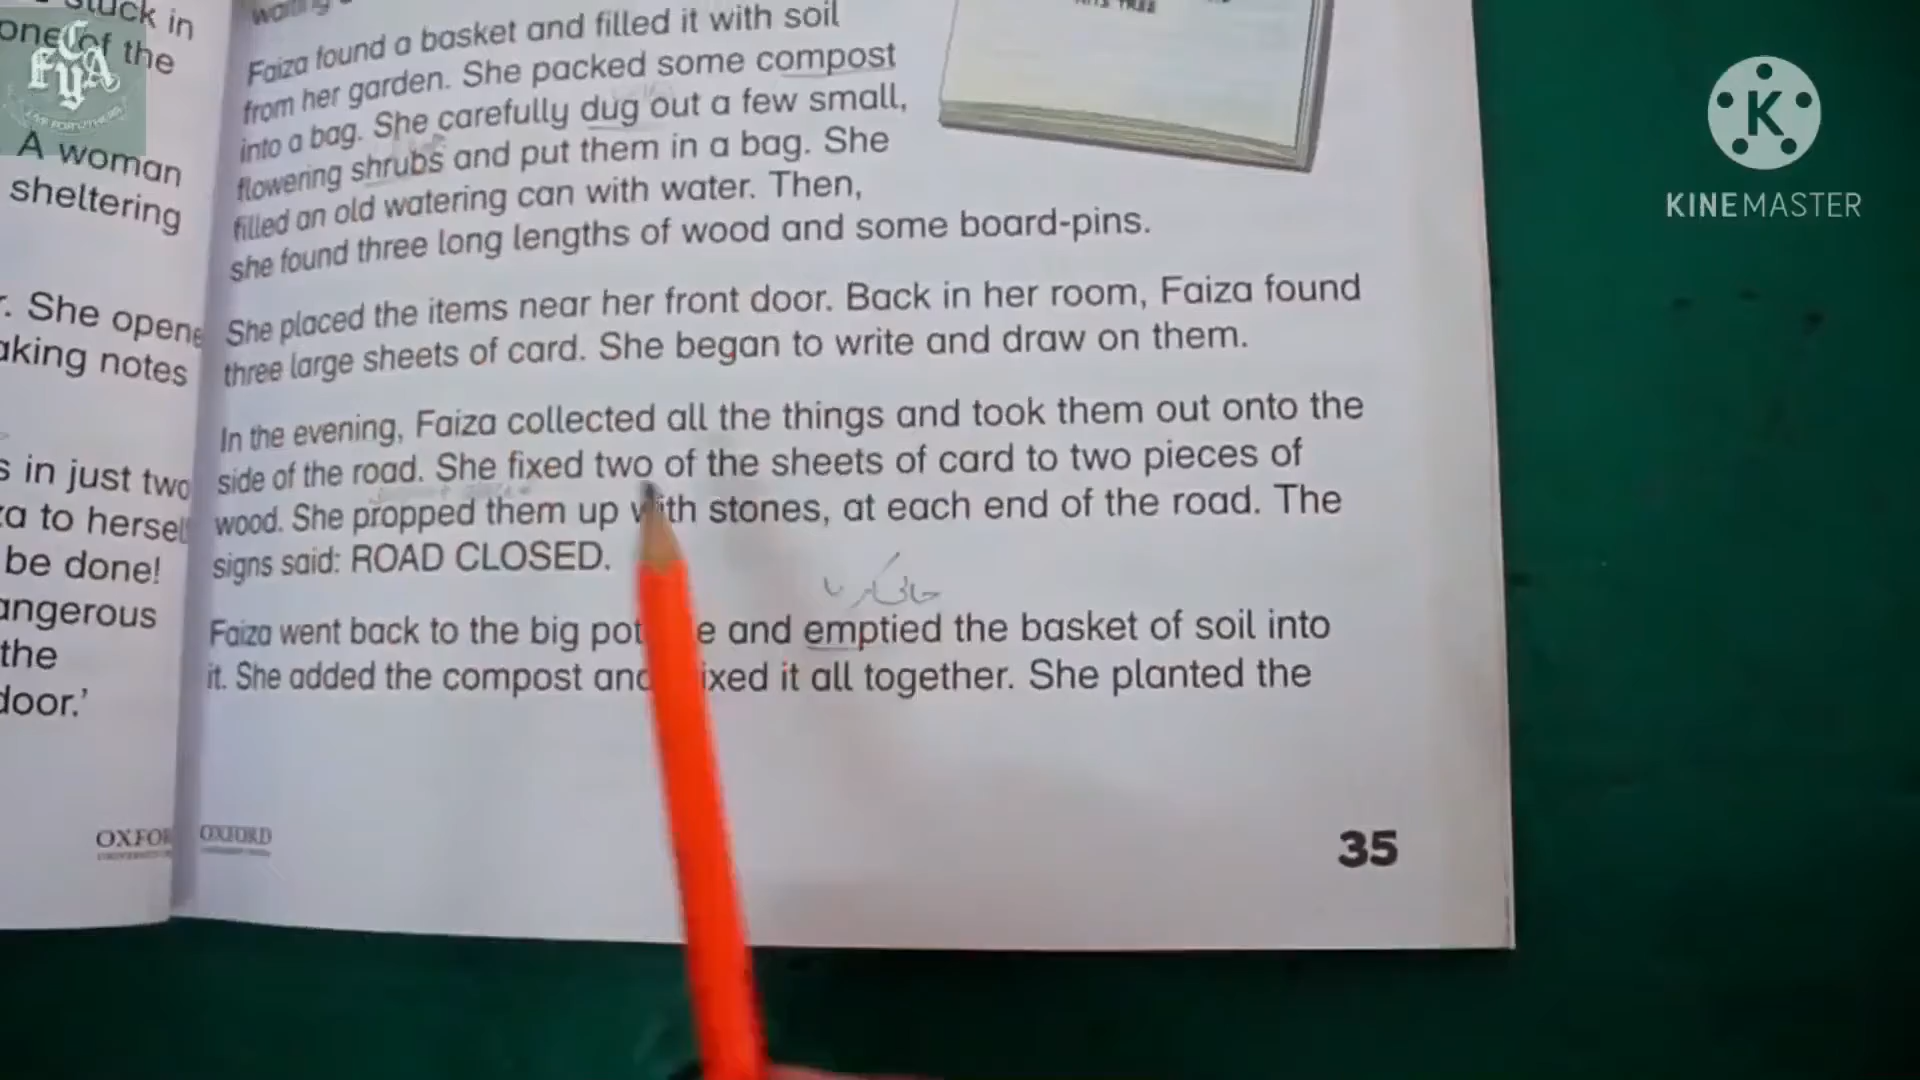 stuck in
one of the
A woman
sheltering
. She opene
aking notes
s in just two
a to hersel
be done!
angerous
the
door.'
OXFOR
waiting
Faiza found a basket and filled it with soil
from her garden. She packed some compost
into a bag. She carefully dug out a few small,
flowering shrubs and put them in a bag. She
filled an old watering can with water. Then,
she found three long lengths of wood and some board-pins.
She placed the items near her front door. Back in her room, Faiza found
three large sheets of card. She began to write and draw on them.
In the evening, Faiza collected all the things and took them out onto the
side of the road. She fixed two of the sheets of card to two pieces of
wood. She propped them up with stones, at each end of the road. The
signs said: ROAD CLOSED.
Faiza went back to the big pot e and emptied the basket of soil into
it. She added the compost and ixed it all together. She planted the
OXFORD
35
TREE
K
KINEMASTER